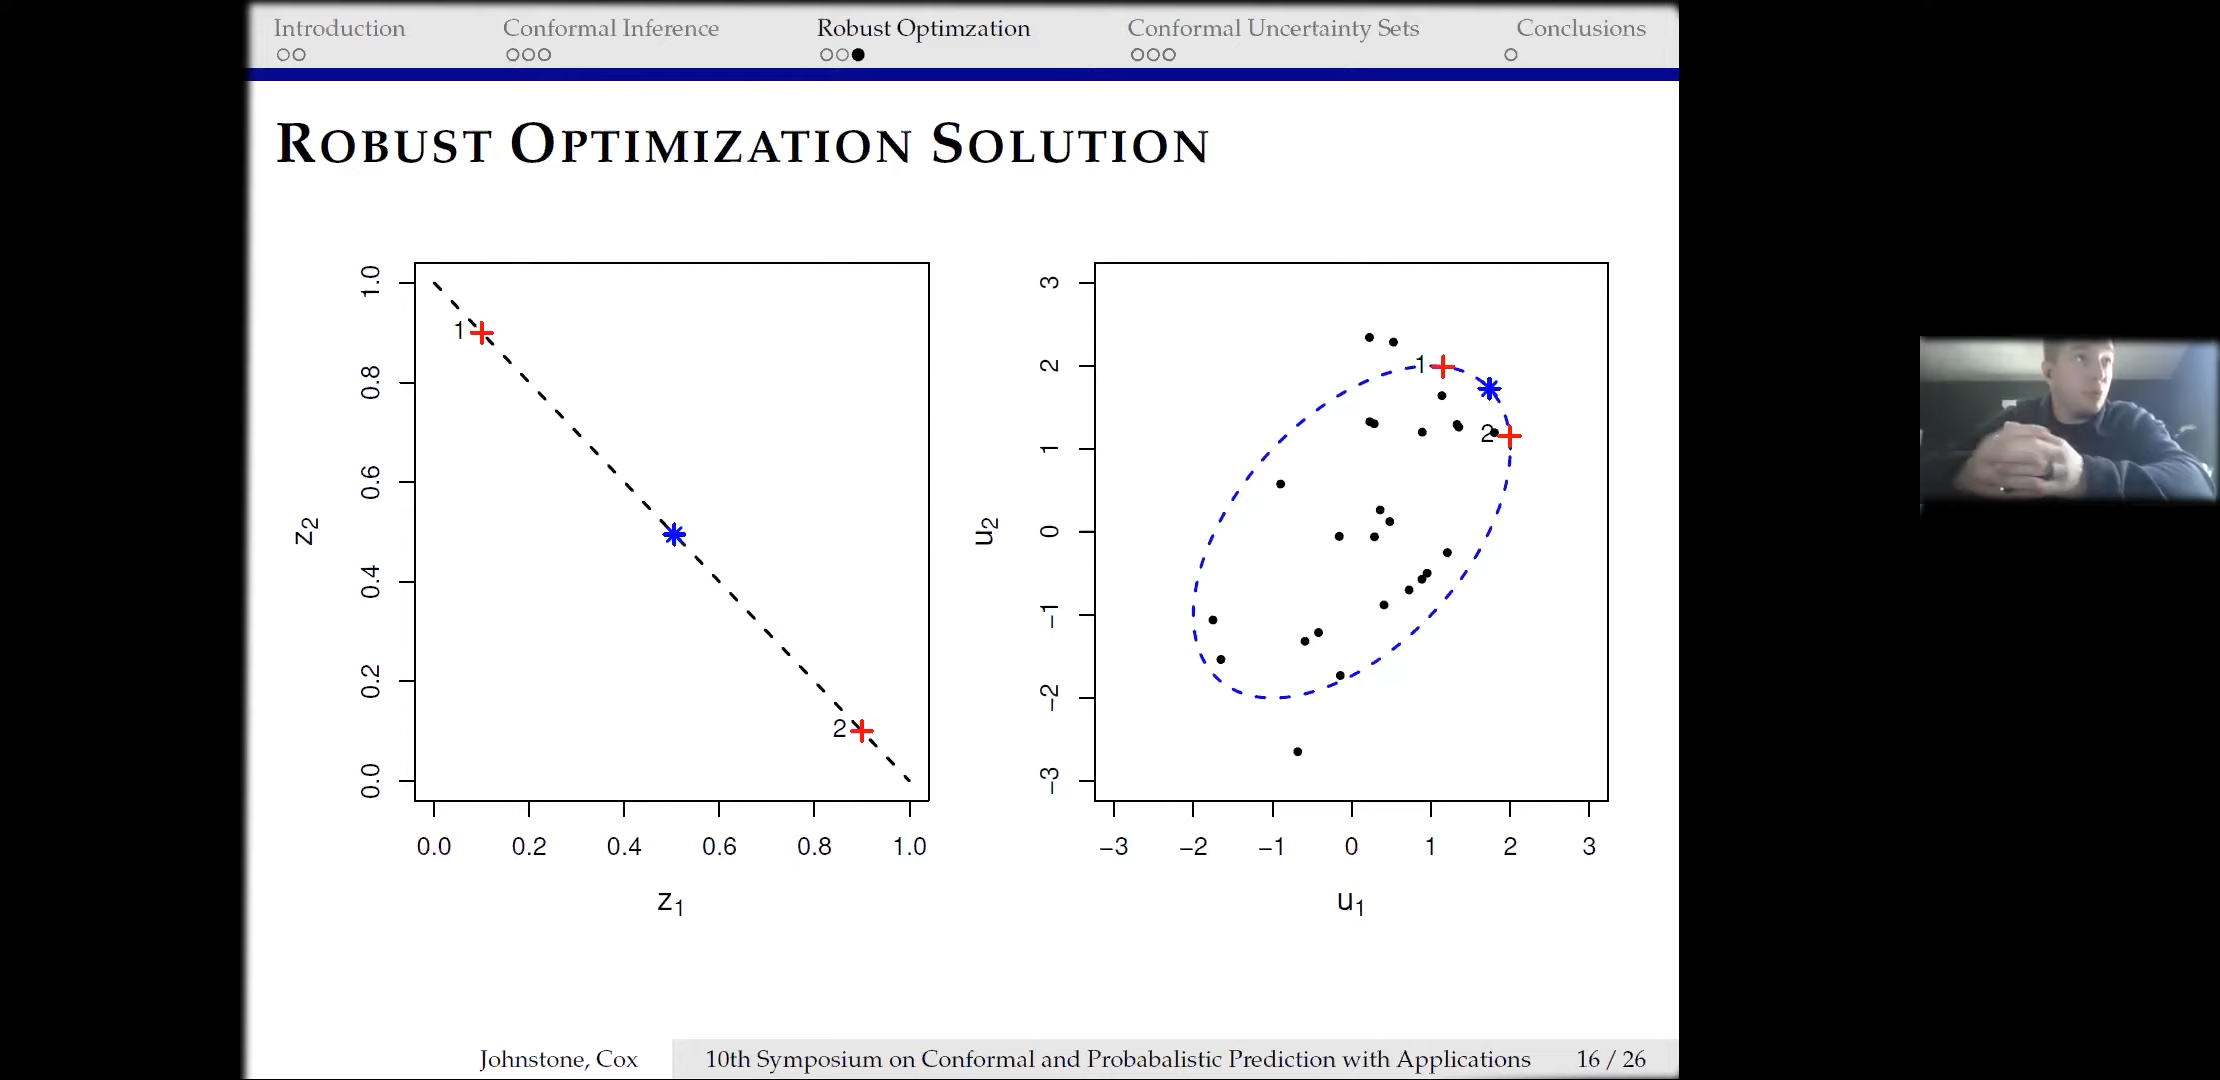 Introduction Conformal Inference Robust Optimzation Conformal Uncertainty Sets Conclusions
ROBUST OPTIMIZATION SOLUTION
z2
0.0 0.2 0.4 0.6 0.8 1.0
1
2
0.0 0.2 0.4 0.6 0.8 1.0
z1
u2
−3 −2 −1 0 1 2 3
1
2
−3 −2 −1 0 1 2 3
u1
Johnstone, Cox 10th Symposium on Conformal and Probabalistic Prediction with Applications 16 / 26